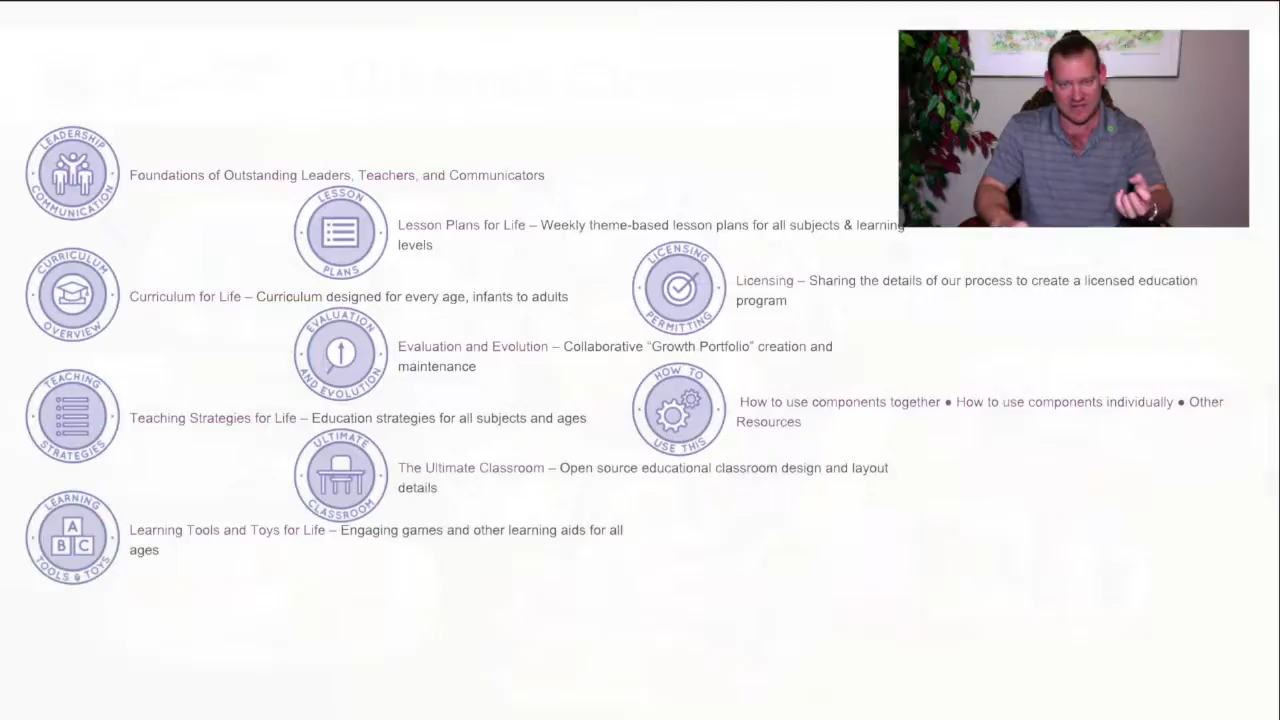 LEADERSHIP
COMMUNICATION
Foundations of Outstanding Leaders, Teachers, and Communicators
CURRICULUM
OVERVIEW
Curriculum for Life – Curriculum designed for every age, infants to adults
TEACHING
STRATEGIES
Teaching Strategies for Life – Education strategies for all subjects and ages
LEARNING
A
B C
TOOLS & TOYS
Learning Tools and Toys for Life – Engaging games and other learning aids for all
ages
LESSON
PLANS
Lesson Plans for Life – Weekly theme-based lesson plans for all subjects & learning
levels
EVALUATION
AND EVOLUTION
Evaluation and Evolution – Collaborative “Growth Portfolio” creation and
maintenance
ULTIMATE
CLASSROOM
The Ultimate Classroom – Open source educational classroom design and layout
details
LICENSING
PERMITTING
Licensing – Sharing the details of our process to create a licensed education
program
HOW TO
USE THIS
How to use components together ● How to use components individually ● Other
Resources